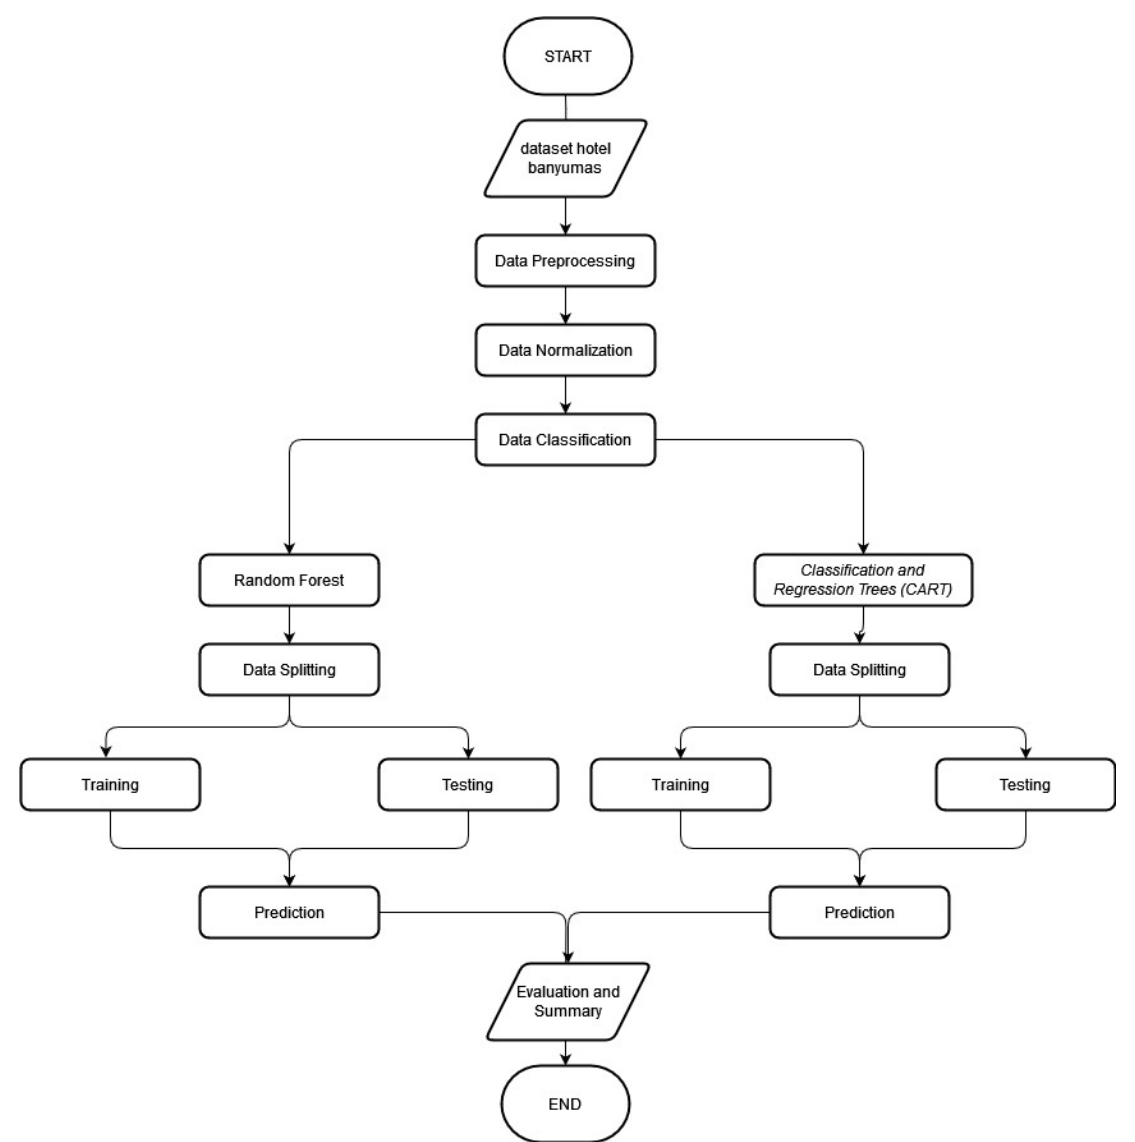 START
dataset hotel
banyumas
Data Preprocessing
Data Normalization
Data Classification
Random Forest
Classification and
Regression Trees (CART)
Data Splitting
Data Splitting
Training
Testing
Training
Testing
Prediction
Prediction
Evaluation and
Summary
END